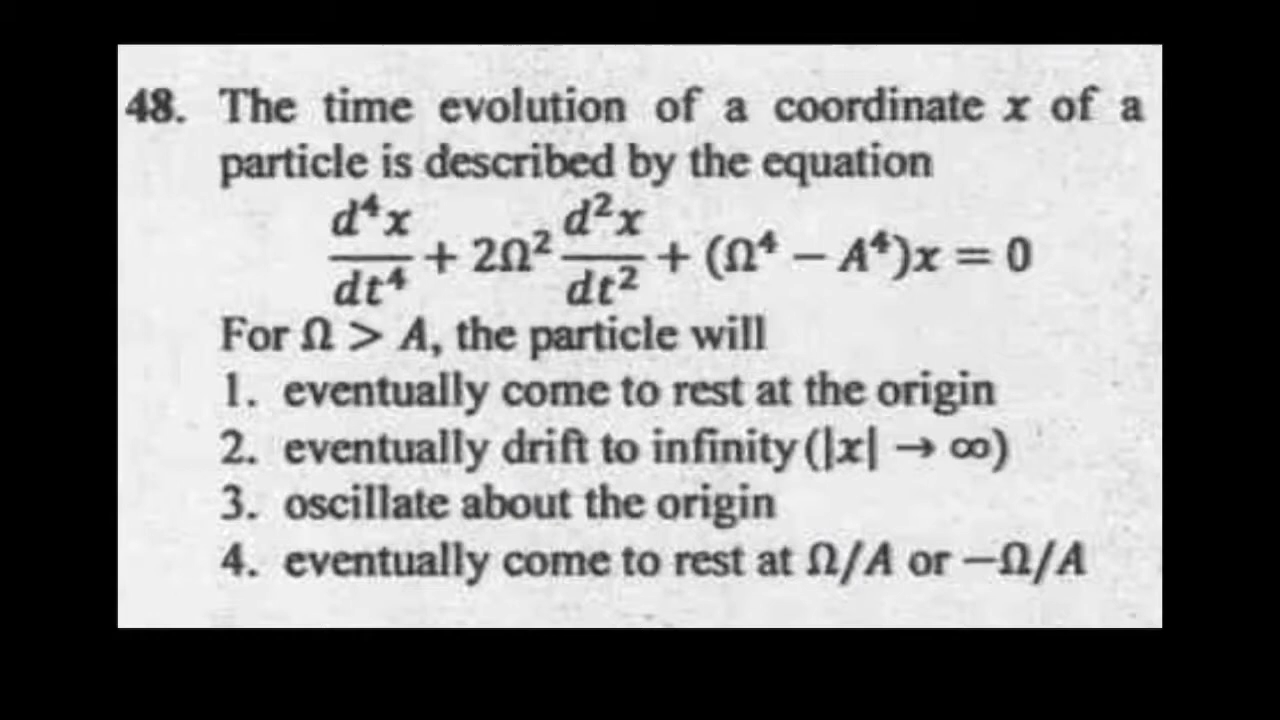 48. The time evolution of a coordinate x of a
particle is described by the equation
d⁴x/dt⁴ + 2Ω² d²x/dt² + (Ω⁴ − A⁴)x = 0
For Ω > A, the particle will
1. eventually come to rest at the origin
2. eventually drift to infinity (|x| → ∞)
3. oscillate about the origin
4. eventually come to rest at Ω/A or −Ω/A